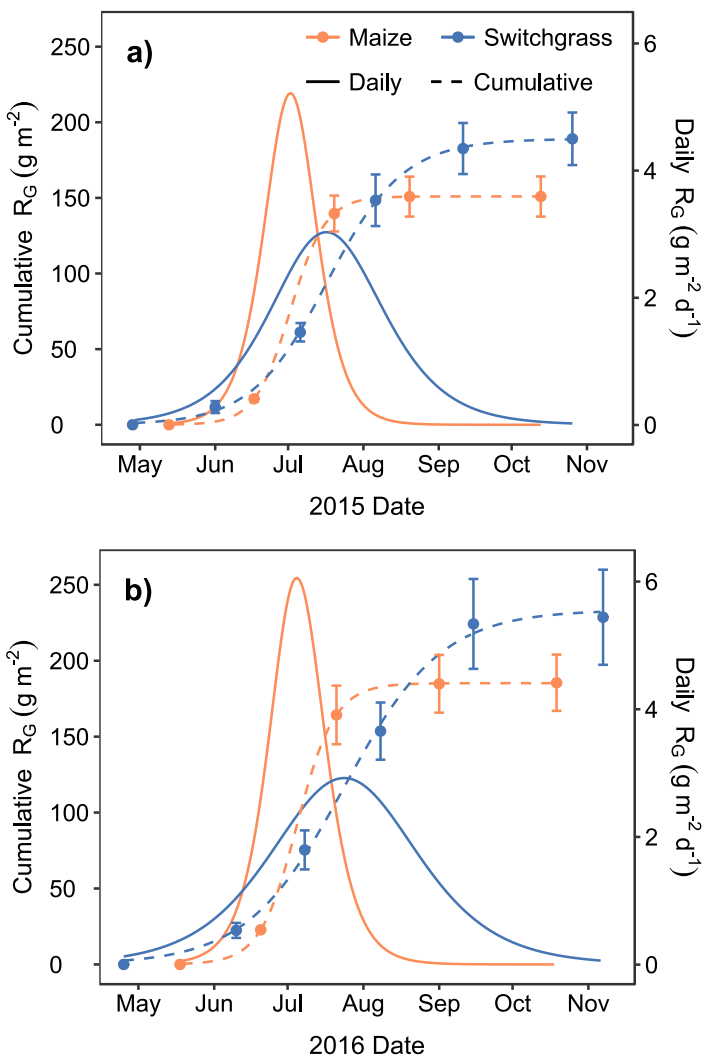 a)
Maize Switchgrass
Daily Cumulative
250
200
150
100
50
0
Cumulative R_G (g m⁻²)
6
4
2
0
Daily R_G (g m⁻² d⁻¹)
May Jun Jul Aug Sep Oct Nov
2015 Date
b)
250
200
150
100
50
0
Cumulative R_G (g m⁻²)
6
4
2
0
Daily R_G (g m⁻² d⁻¹)
May Jun Jul Aug Sep Oct Nov
2016 Date